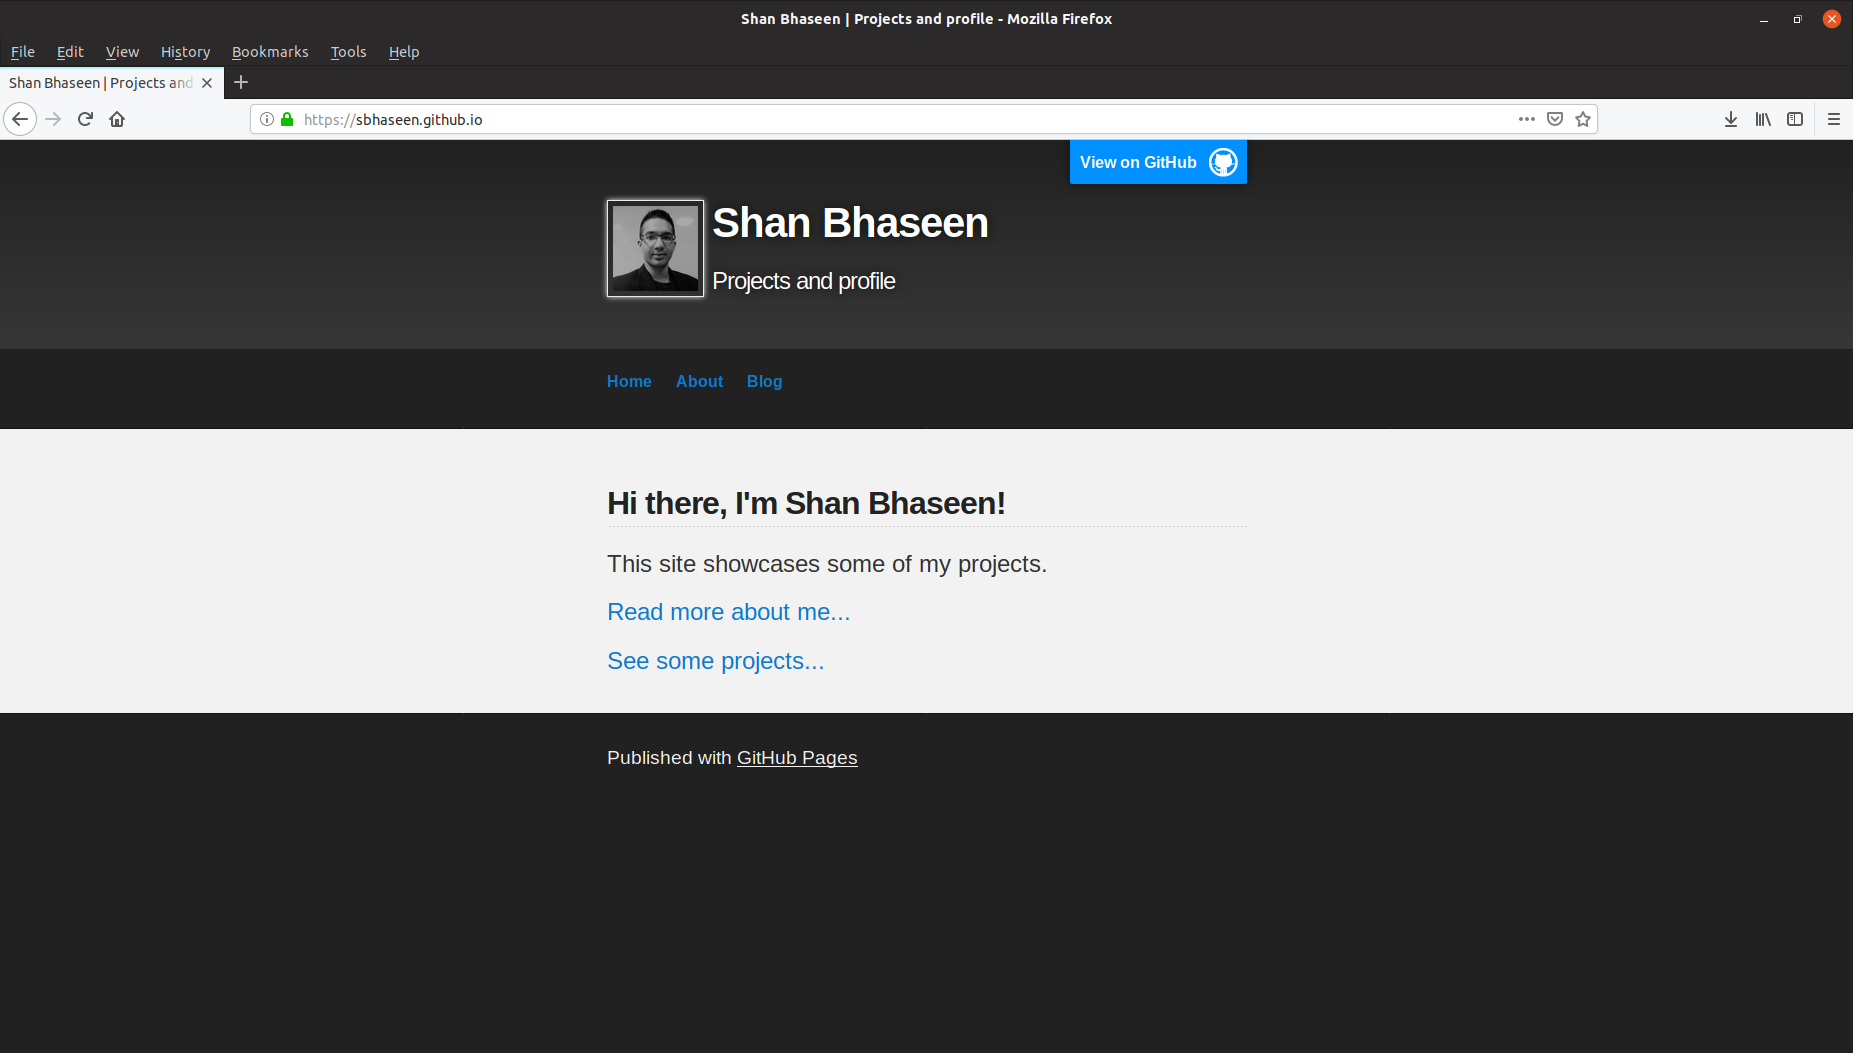 Shan Bhaseen | Projects and profile - Mozilla Firefox
File Edit View History Bookmarks Tools Help
Shan Bhaseen | Projects and
https://sbhaseen.github.io
View on GitHub
Shan Bhaseen
Projects and profile
Home About Blog
Hi there, I'm Shan Bhaseen!
This site showcases some of my projects.
Read more about me...
See some projects...
Published with GitHub Pages